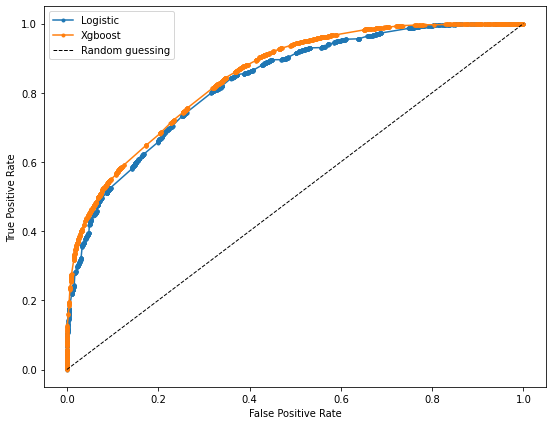 Logistic
Xgboost
Random guessing
True Positive Rate
1.0
0.8
0.6
0.4
0.2
0.0
0.0 0.2 0.4 0.6 0.8 1.0
False Positive Rate